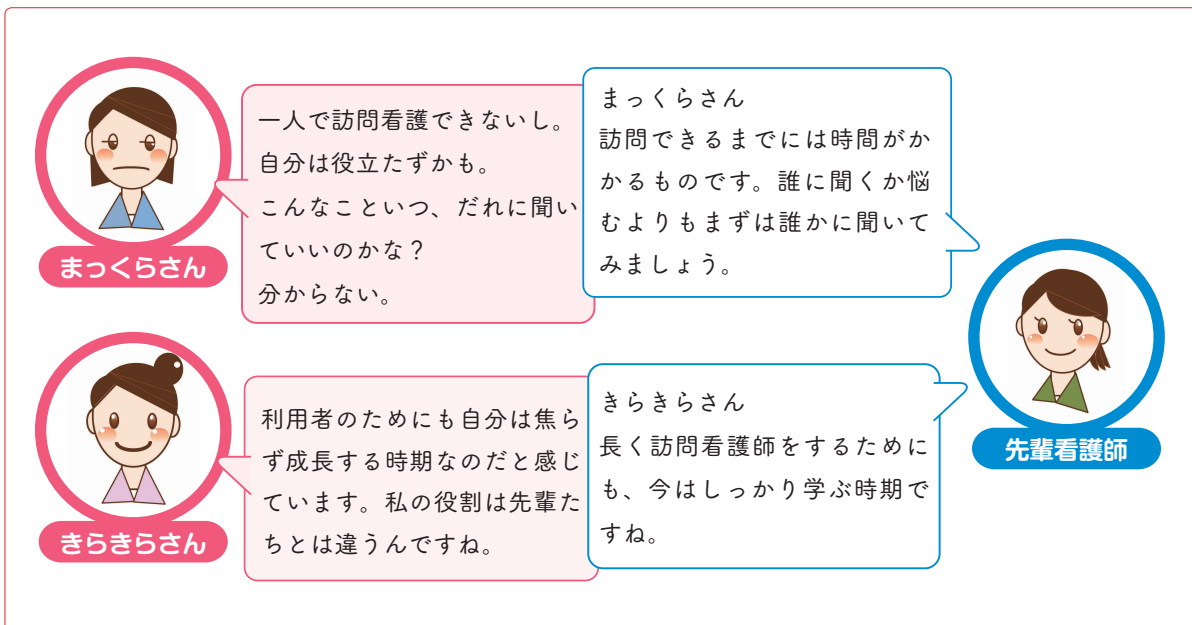 一人で訪問看護できないし。
自分は役立たずかも。
こんなこといつ、だれに聞い
ていいのかな？
分からない。
まっくらさん
まっくらさん
訪問できるまでには時間がか
かるものです。誰に聞くか悩
むよりもまずは誰かに聞いて
みましょう。
利用者のためにも自分は焦ら
ず成長する時期なのだと感じ
ています。私の役割は先輩た
ちとは違うんですね。
きらきらさん
きらきらさん
長く訪問看護師をするために
も、今はしっかり学ぶ時期で
すね。
先輩看護師